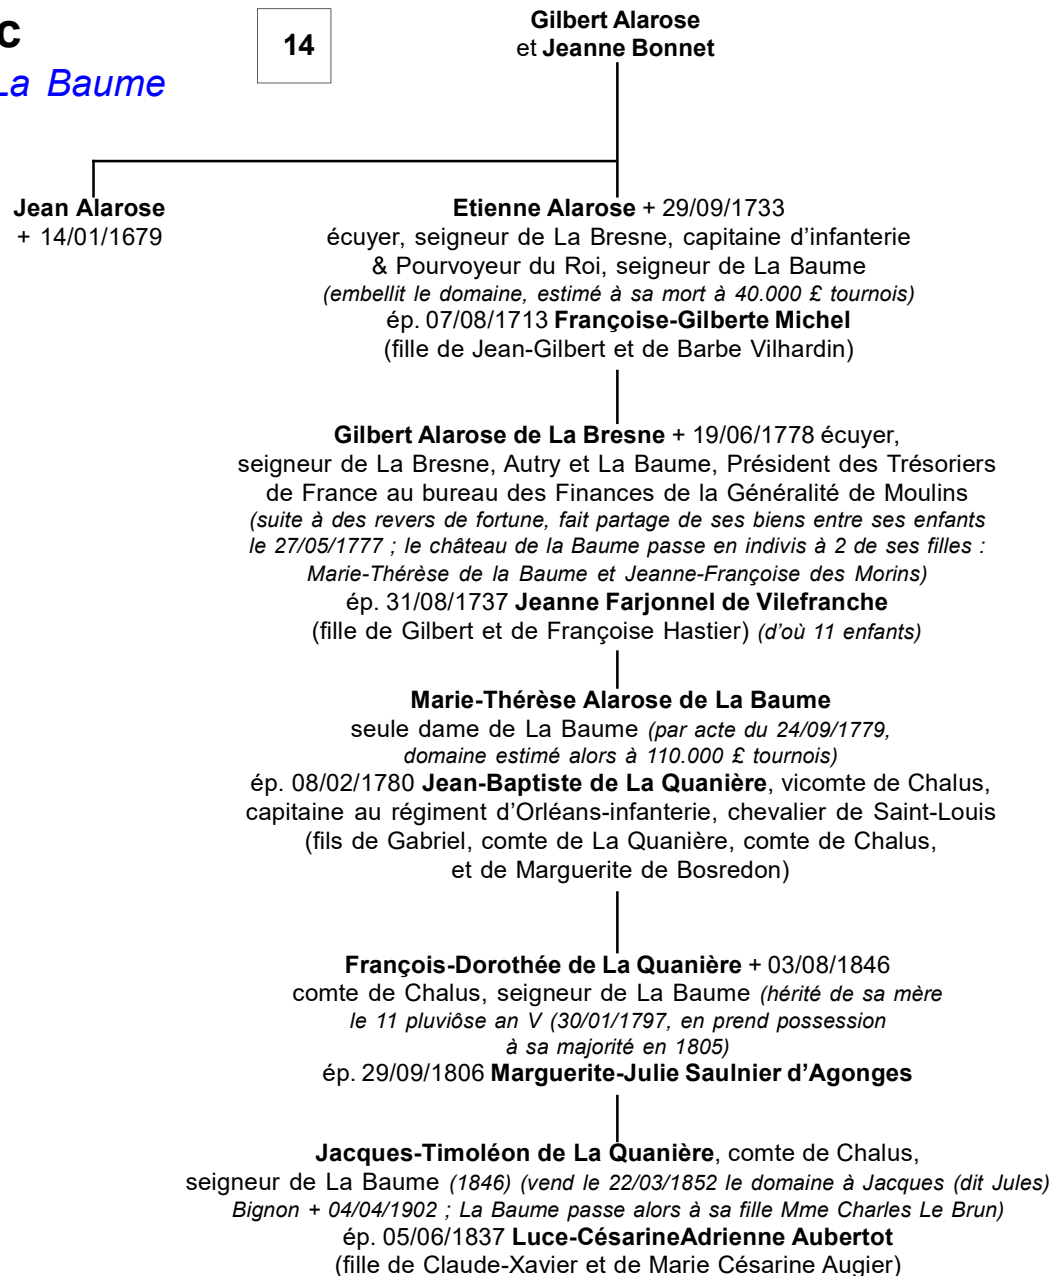 c
La Baume
14
Gilbert Alarose
et Jeanne Bonnet
Jean Alarose
+ 14/01/1679
Etienne Alarose + 29/09/1733
écuyer, seigneur de La Bresne, capitaine d’infanterie
& Pourvoyeur du Roi, seigneur de La Baume
(embellit le domaine, estimé à sa mort à 40.000 £ tournois)
ép. 07/08/1713 Françoise-Gilberte Michel
(fille de Jean-Gilbert et de Barbe Vilhardin)
Gilbert Alarose de La Bresne + 19/06/1778 écuyer,
seigneur de La Bresne, Autry et La Baume, Président des Trésoriers
de France au bureau des Finances de la Généralité de Moulins
(suite à des revers de fortune, fait partage de ses biens entre ses enfants
le 27/05/1777 ; le château de la Baume passe en indivis à 2 de ses filles :
Marie-Thérèse de la Baume et Jeanne-Françoise des Morins)
ép. 31/08/1737 Jeanne Farjonnel de Vilefranche
(fille de Gilbert et de Françoise Hastier) (d’où 11 enfants)
Marie-Thérèse Alarose de La Baume
seule dame de La Baume (par acte du 24/09/1779,
domaine estimé alors à 110.000 £ tournois)
ép. 08/02/1780 Jean-Baptiste de La Quanière, vicomte de Chalus,
capitaine au régiment d’Orléans-infanterie, chevalier de Saint-Louis
(fils de Gabriel, comte de La Quanière, comte de Chalus,
et de Marguerite de Bosredon)
François-Dorothée de La Quanière + 03/08/1846
comte de Chalus, seigneur de La Baume (hérité de sa mère
le 11 pluviôse an V (30/01/1797, en prend possession
à sa majorité en 1805)
ép. 29/09/1806 Marguerite-Julie Saulnier d’Agonges
Jacques-Timoléon de La Quanière, comte de Chalus,
seigneur de La Baume (1846) (vend le 22/03/1852 le domaine à Jacques (dit Jules)
Bignon + 04/04/1902 ; La Baume passe alors à sa fille Mme Charles Le Brun)
ép. 05/06/1837 Luce-CésarineAdrienne Aubertot
(fille de Claude-Xavier et de Marie Césarine Augier)